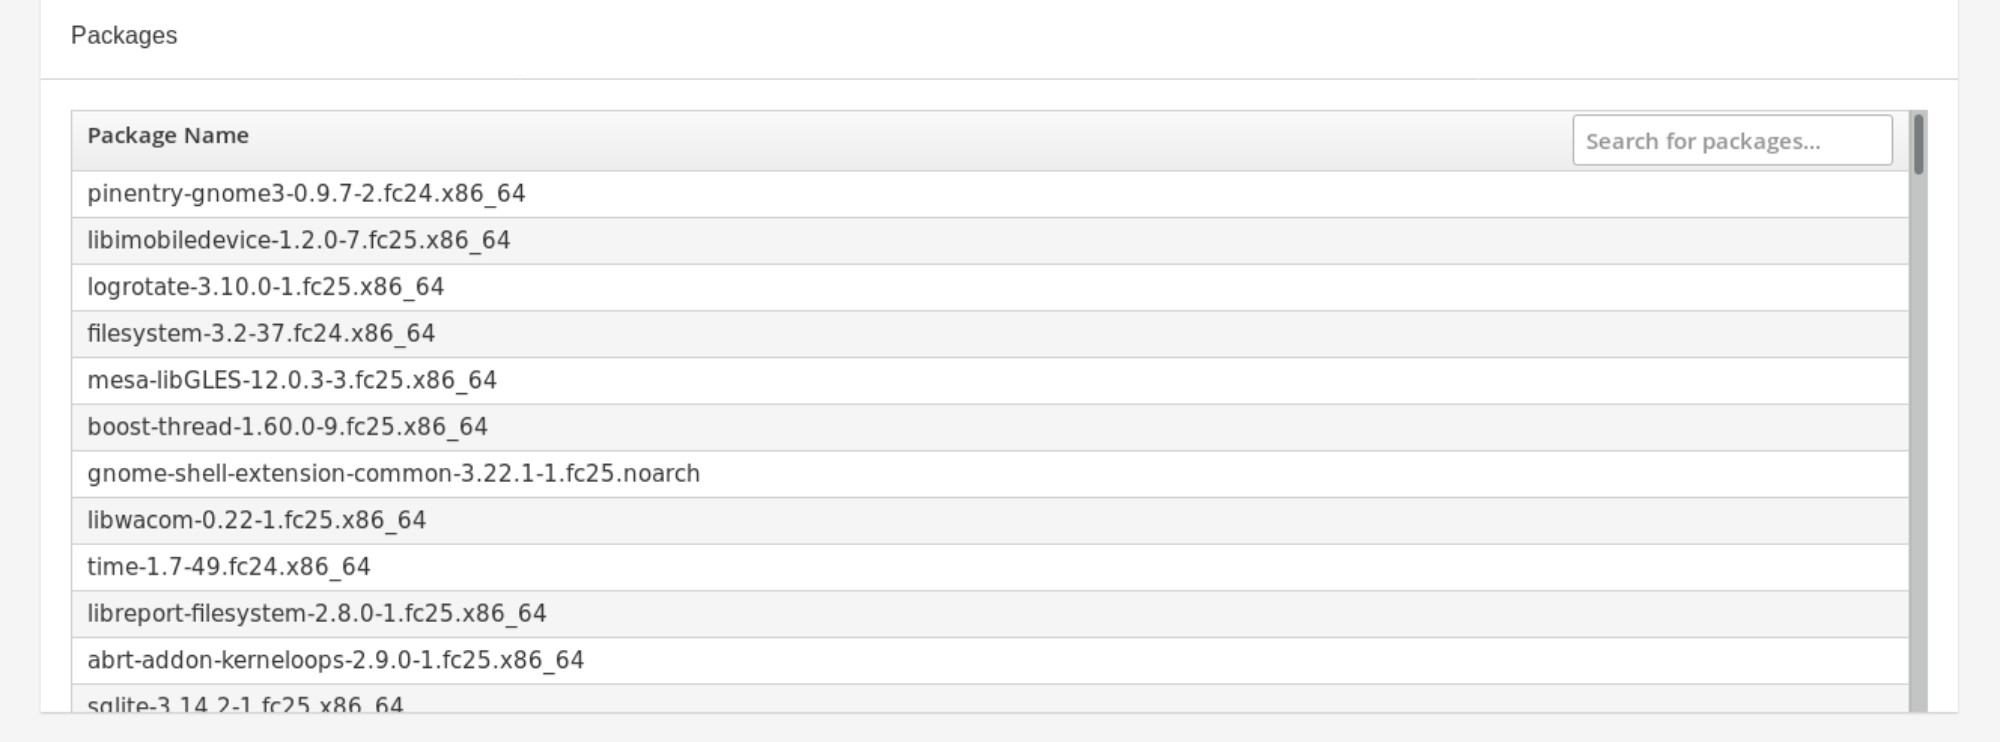 Packages
Package Name
Search for packages...
pinentry-gnome3-0.9.7-2.fc24.x86_64
libimobiledevice-1.2.0-7.fc25.x86_64
logrotate-3.10.0-1.fc25.x86_64
filesystem-3.2-37.fc24.x86_64
mesa-libGLES-12.0.3-3.fc25.x86_64
boost-thread-1.60.0-9.fc25.x86_64
gnome-shell-extension-common-3.22.1-1.fc25.noarch
libwacom-0.22-1.fc25.x86_64
time-1.7-49.fc24.x86_64
libreport-filesystem-2.8.0-1.fc25.x86_64
abrt-addon-kerneloops-2.9.0-1.fc25.x86_64
sqlite-3.14.2-1.fc25.x86_64